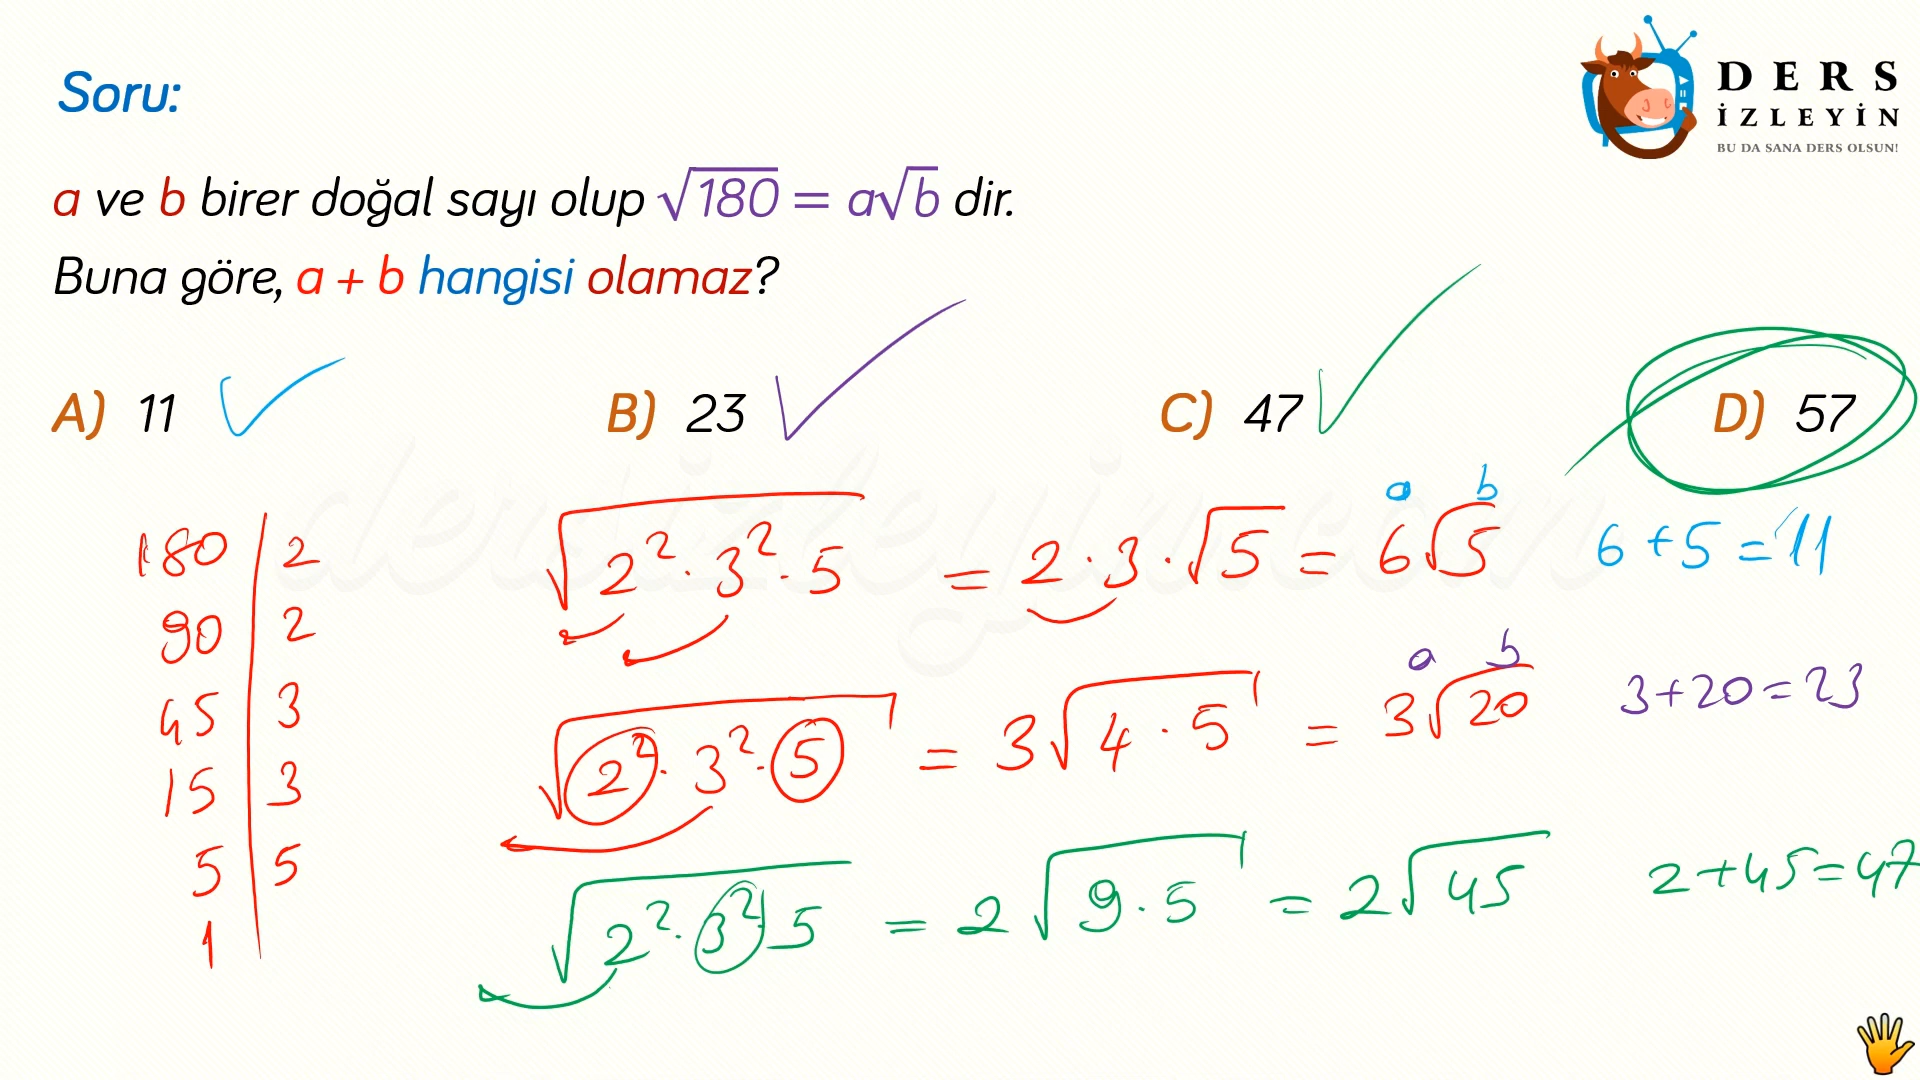 DERS
İZLEYİN
BU DA SANA DERS OLSUN!
Soru:
a ve b birer doğal sayı olup √180 = a√b dir.
Buna göre, a + b hangisi olamaz?
A) 11 B) 23 C) 47 D) 57
dersizleyin.com
180 | 2
90 | 2
45 | 3
15 | 3
5 | 5
1
a b
√(2² · 3² · 5) = 2 · 3 · √5 = 6√5 6 + 5 = 11
a b
√(2² · 3² · 5) = 3√(4 · 5) = 3√20 3 + 20 = 23
√(2² · 3² 5) = 2√(9 · 5) = 2√45 2 + 45 = 47